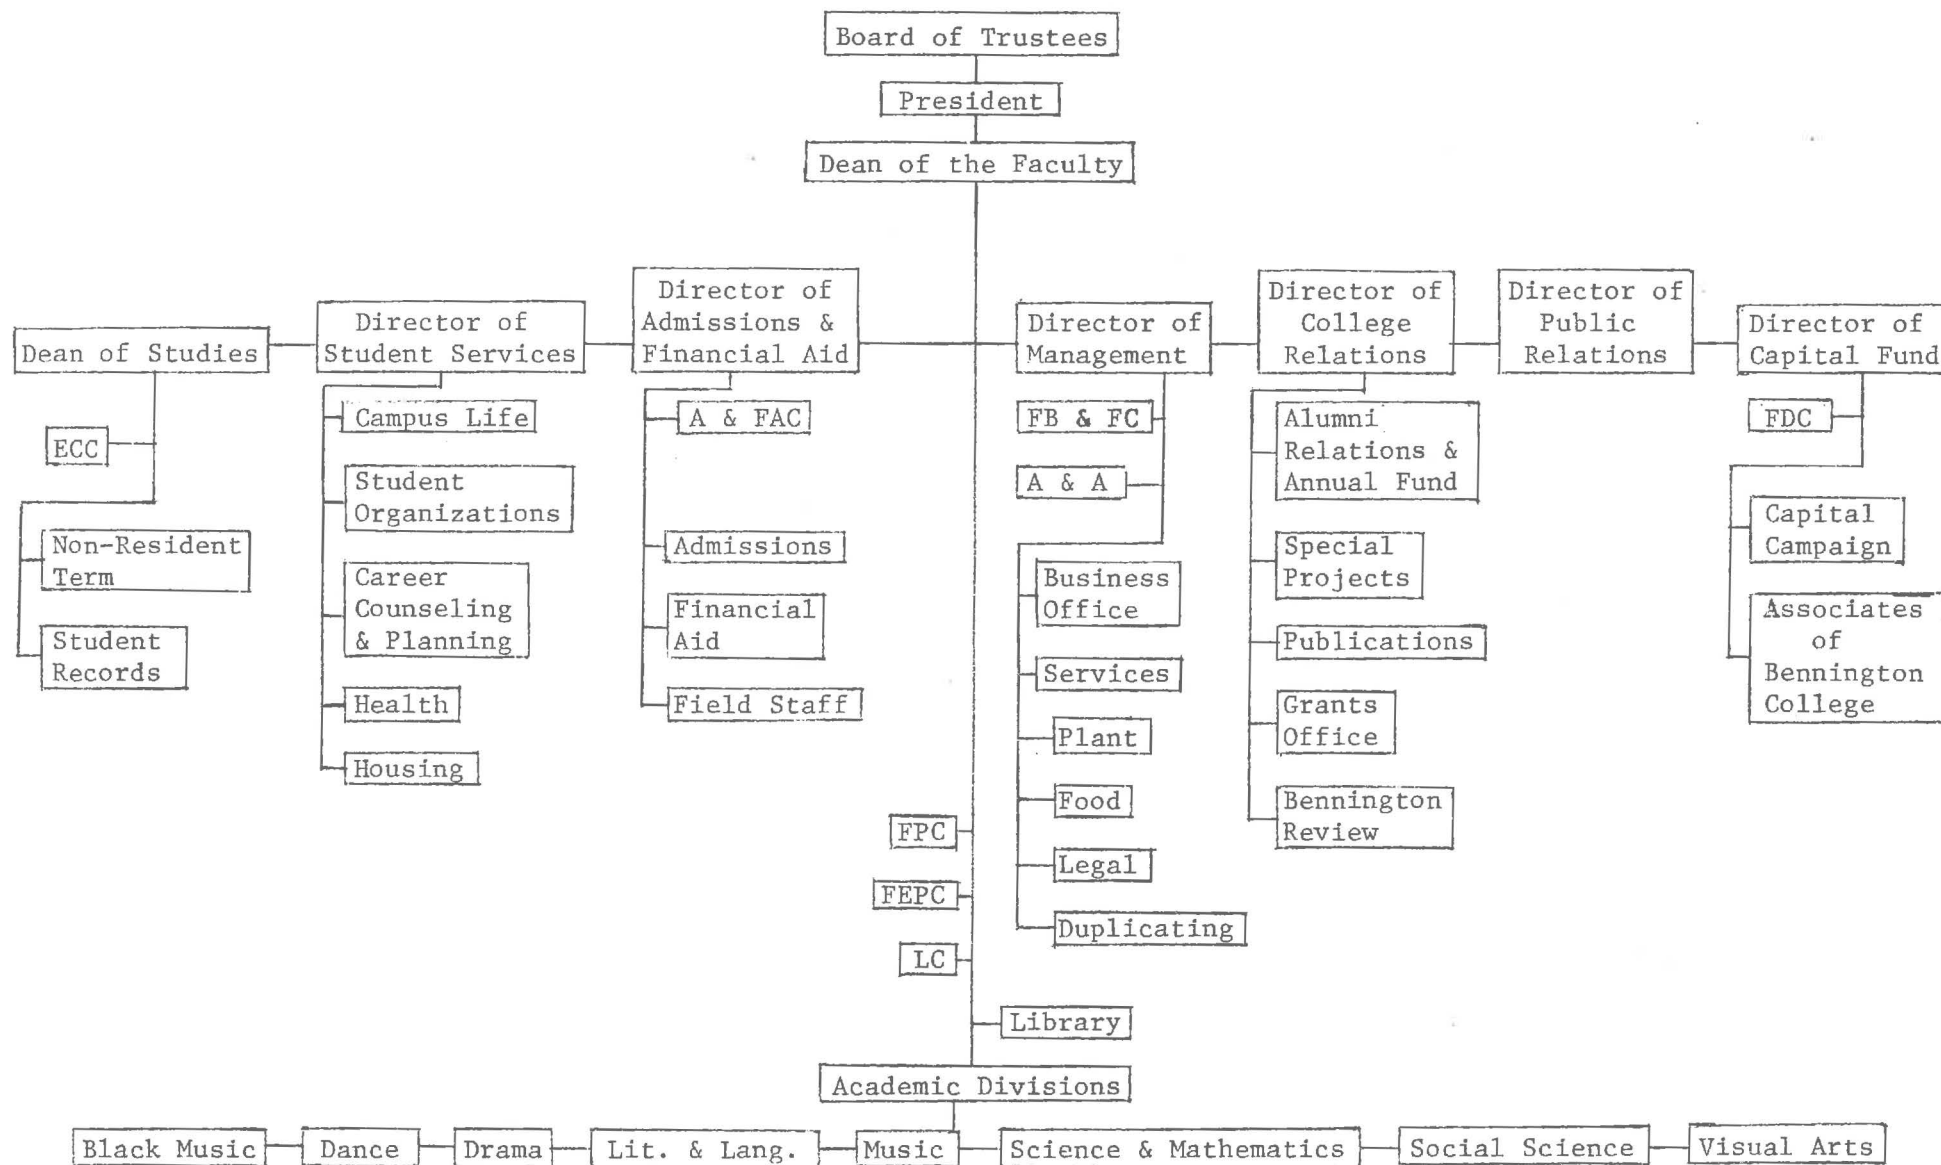 Board of Trustees
President
Dean of the Faculty
Dean of Studies
ECC
Non-Resident
Term
Student
Records
Director of
Student Services
Campus Life
Student
Organizations
Career
Counseling
& Planning
Health
Housing
Director of
Admissions &
Financial Aid
A & FAC
Admissions
Financial
Aid
Field Staff
Director of
Management
FB & FC
A & A
Business
Office
Services
Plant
Food
Legal
Duplicating
Director of
College
Relations
Alumni
Relations &
Annual Fund
Special
Projects
Publications
Grants
Office
Bennington
Review
Director of
Public
Relations
Director of
Capital Fund
FDC
Capital
Campaign
Associates
of
Bennington
College
FPC
FEPC
LC
Library
Academic Divisions
Black Music
Dance
Drama
Lit. & Lang.
Music
Science & Mathematics
Social Science
Visual Arts